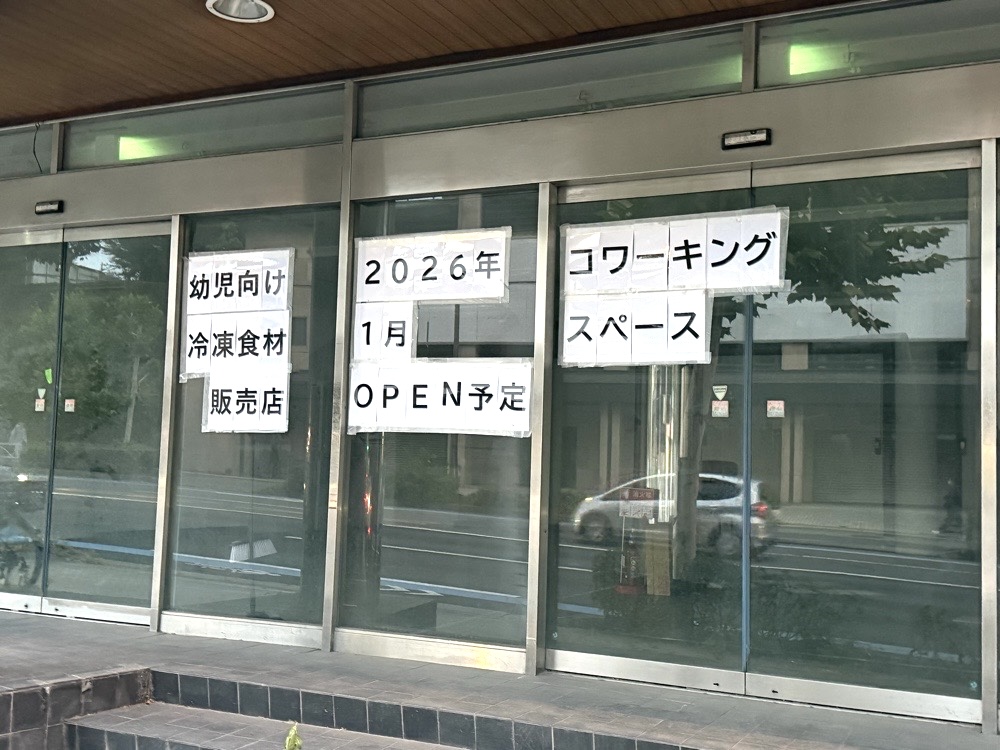 幼児向け
冷凍食材
販売店
2026年
1月
OPEN予定
コワーキング
スペース